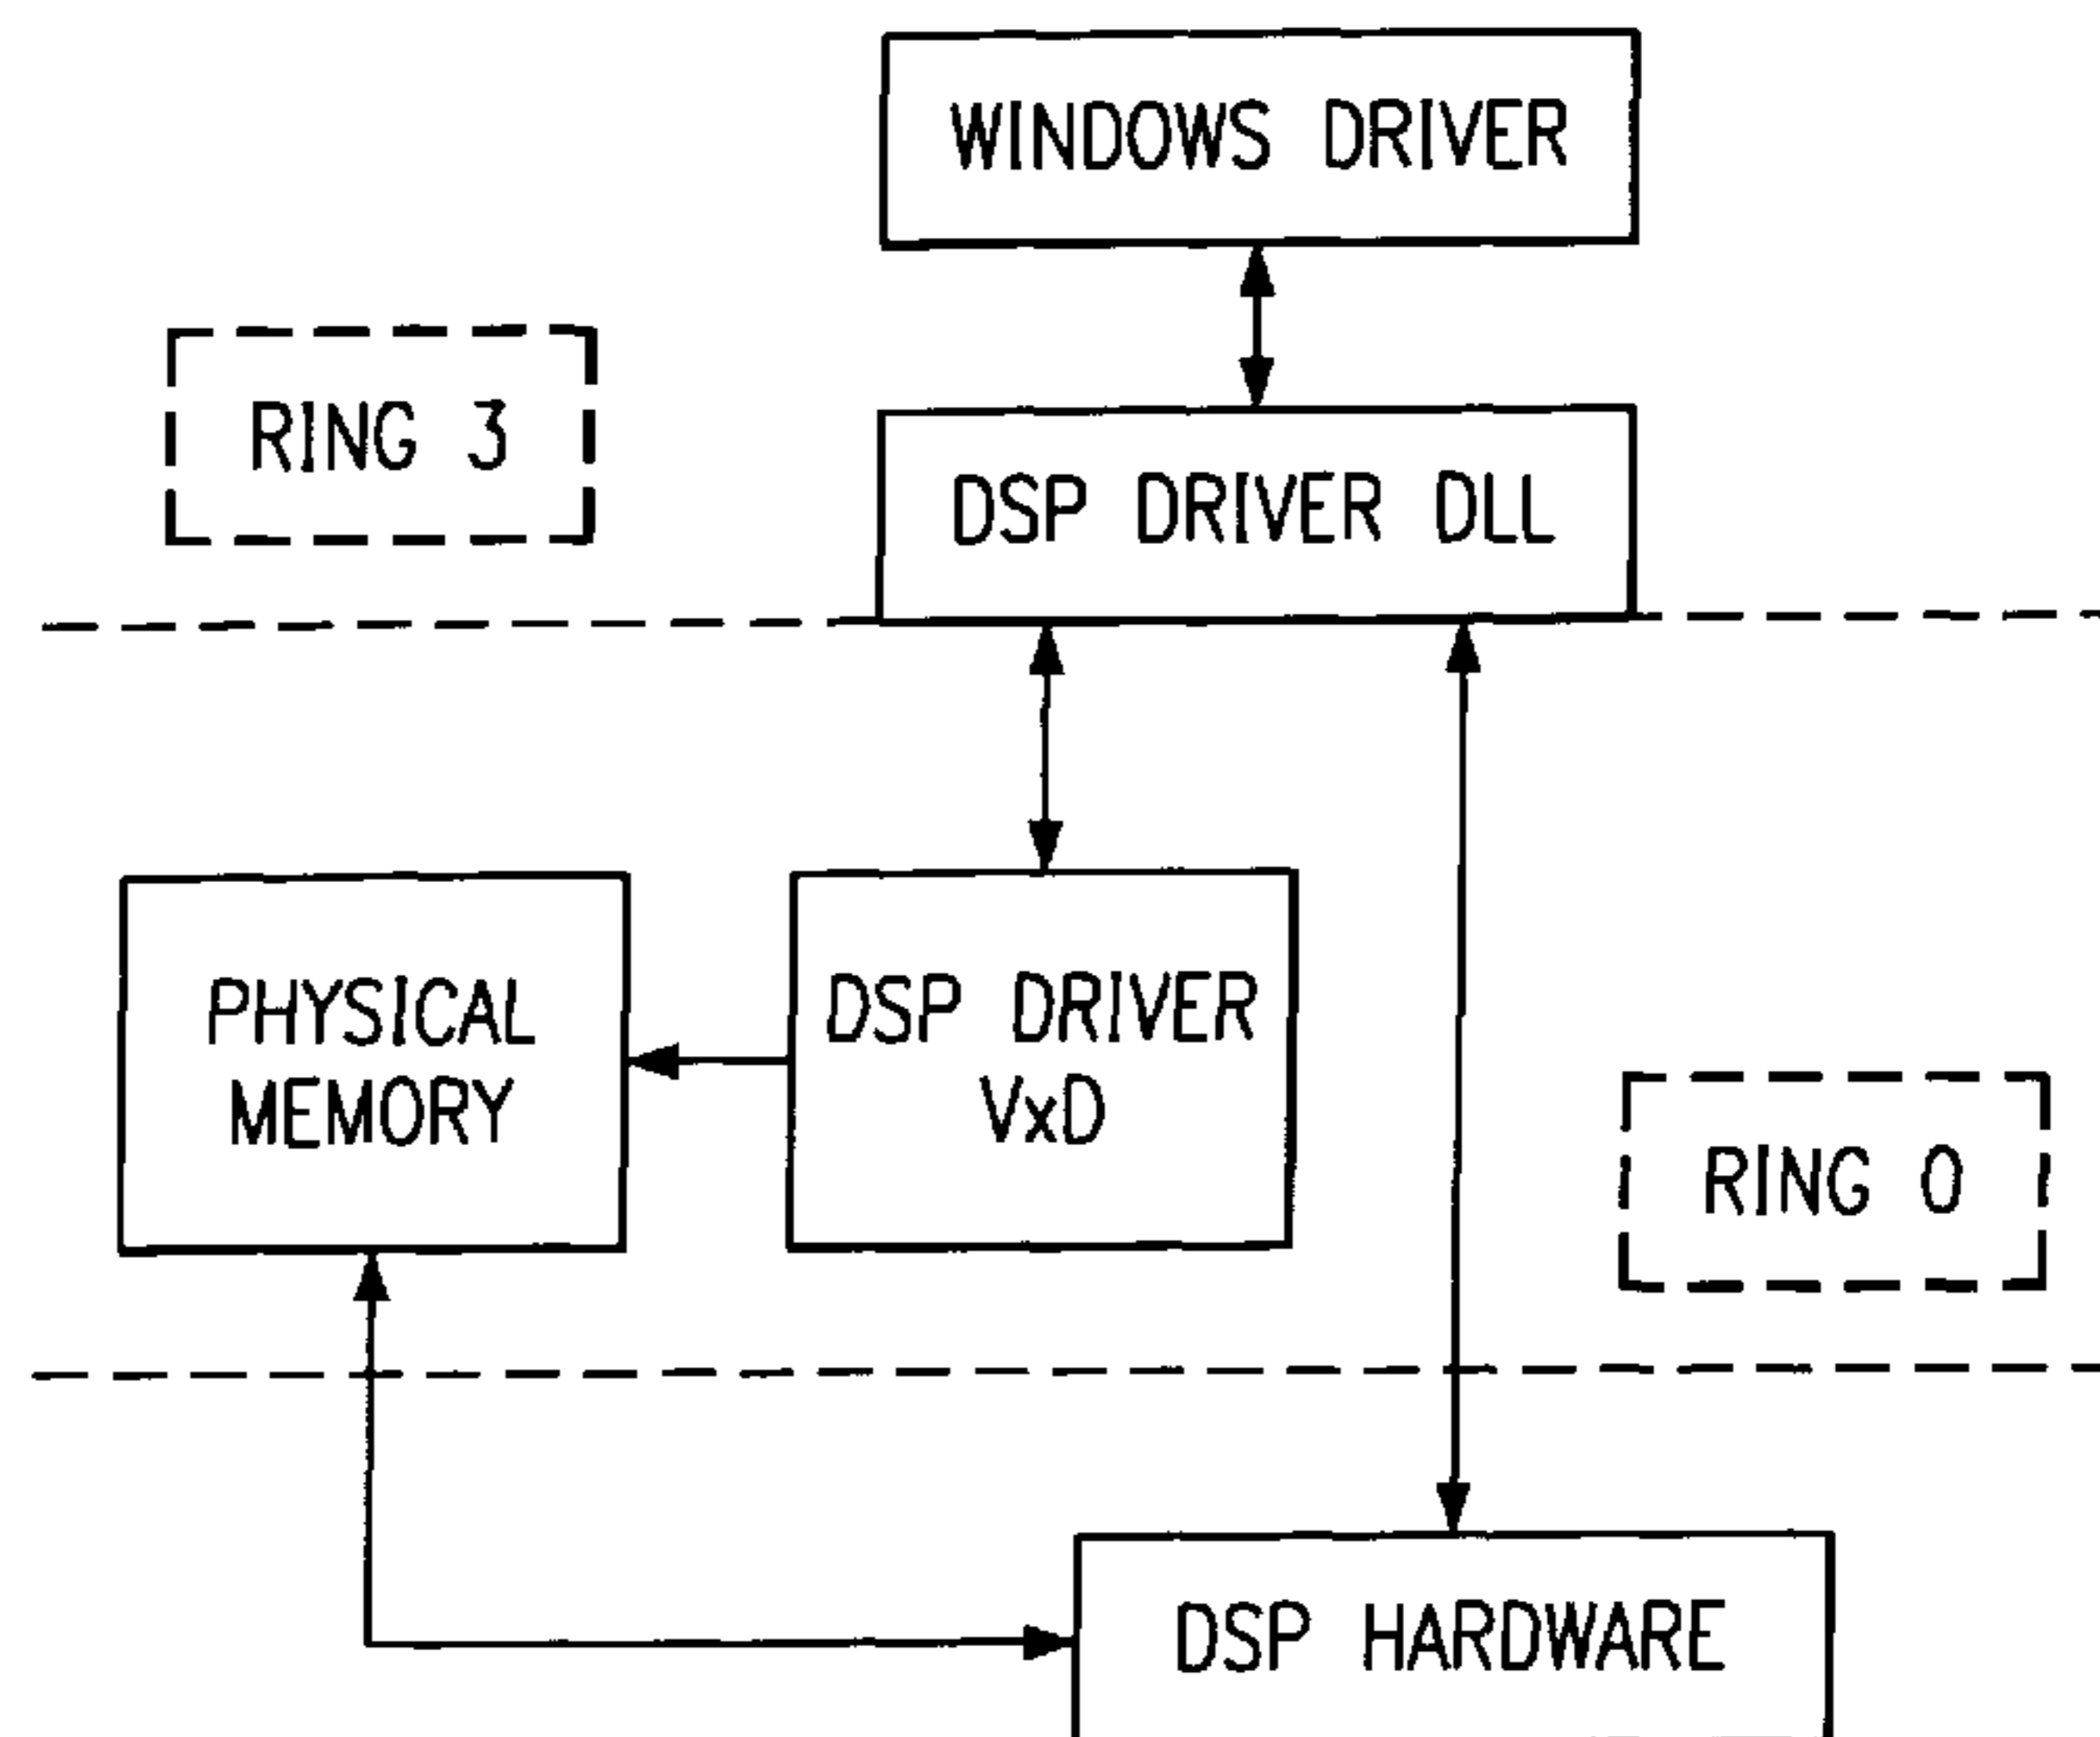 WINDOWS DRIVER
RING 3
DSP DRIVER DLL
PHYSICAL
MEMORY
DSP DRIVER
VxD
RING 0
DSP HARDWARE